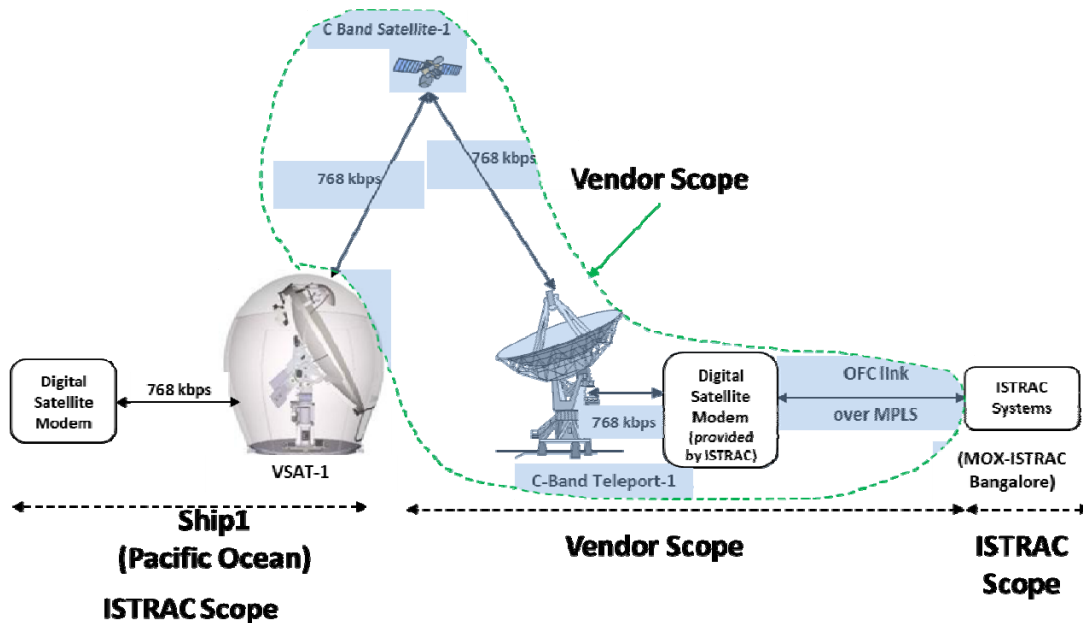 C Band Satellite-1
768 kbps
768 kbps
Vendor Scope
Digital
Satellite
Modem
768 kbps
VSAT-1
768 kbps
Digital
Satellite
Modem
(provided
by ISTRAC)
OFC link
over MPLS
ISTRAC
Systems
(MOX-ISTRAC
Bangalore)
C-Band Teleport-1
Ship1
(Pacific Ocean)
ISTRAC Scope
Vendor Scope
ISTRAC
Scope